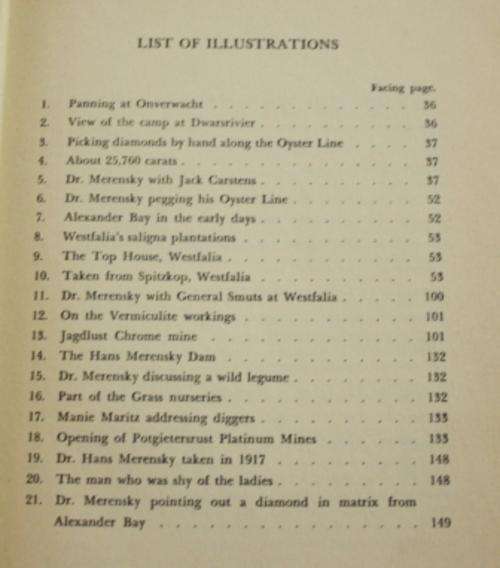 LIST OF ILLUSTRATIONS
Facing page.
1. Panning at Onverwacht . . . . . . . . . . . . . 36
2. View of the camp at Dwarsrivier . . . . . . . . . . 36
3. Picking diamonds by hand along the Oyster Line . . . . 37
4. About 25,760 carats . . . . . . . . . . . . . . 37
5. Dr. Merensky with Jack Carstens . . . . . . . . . . 37
6. Dr. Merensky pegging his Oyster Line . . . . . . . . 52
7. Alexander Bay in the early days . . . . . . . . . . 52
8. Westfalia's saligna plantations . . . . . . . . . . . 53
9. The Top House, Westfalia . . . . . . . . . . . . 53
10. Taken from Spitzkop, Westfalia . . . . . . . . . . 53
11. Dr. Merensky with General Smuts at Westfalia . . . . . 100
12. On the Vermiculite workings . . . . . . . . . . . 101
13. Jagdlust Chrome mine . . . . . . . . . . . . . 101
14. The Hans Merensky Dam . . . . . . . . . . . . 132
15. Dr. Merensky discussing a wild legume . . . . . . . . 132
16. Part of the Grass nurseries . . . . . . . . . . . . 132
17. Manie Maritz addressing diggers . . . . . . . . . . 133
18. Opening of Potgietersrust Platinum Mines . . . . . . 133
19. Dr. Hans Merensky taken in 1917 . . . . . . . . . 148
20. The man who was shy of the ladies . . . . . . . . . 148
21. Dr. Merensky pointing out a diamond in matrix from
Alexander Bay . . . . . . . . . . . . . . . . 149